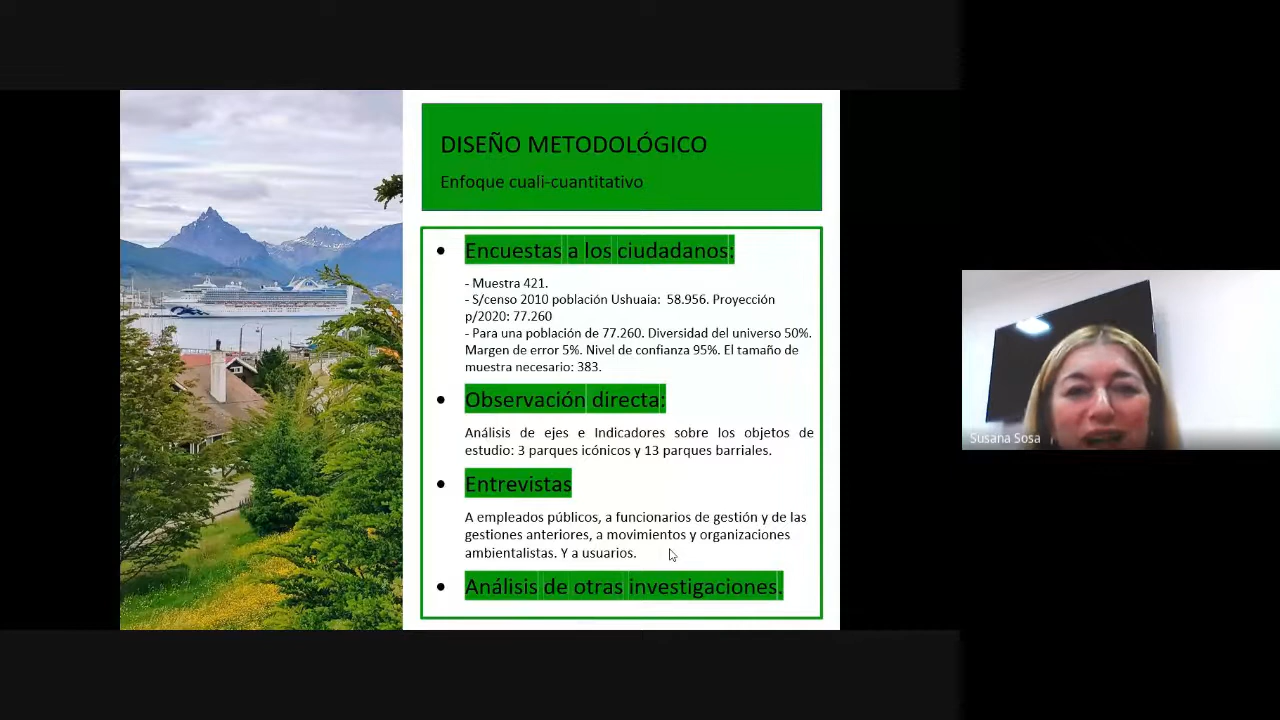 DISEÑO METODOLÓGICO
Enfoque cuali-cuantitativo
• Encuestas a los ciudadanos:
- Muestra 421.
- S/censo 2010 población Ushuaia: 58.956. Proyección
p/2020: 77.260
- Para una población de 77.260. Diversidad del universo 50%.
Margen de error 5%. Nivel de confianza 95%. El tamaño de
muestra necesario: 383.
• Observación directa:
Análisis de ejes e Indicadores sobre los objetos de
estudio: 3 parques icónicos y 13 parques barriales.
• Entrevistas
A empleados públicos, a funcionarios de gestión y de las
gestiones anteriores, a movimientos y organizaciones
ambientalistas. Y a usuarios.
• Análisis de otras investigaciones.
Susana Sosa